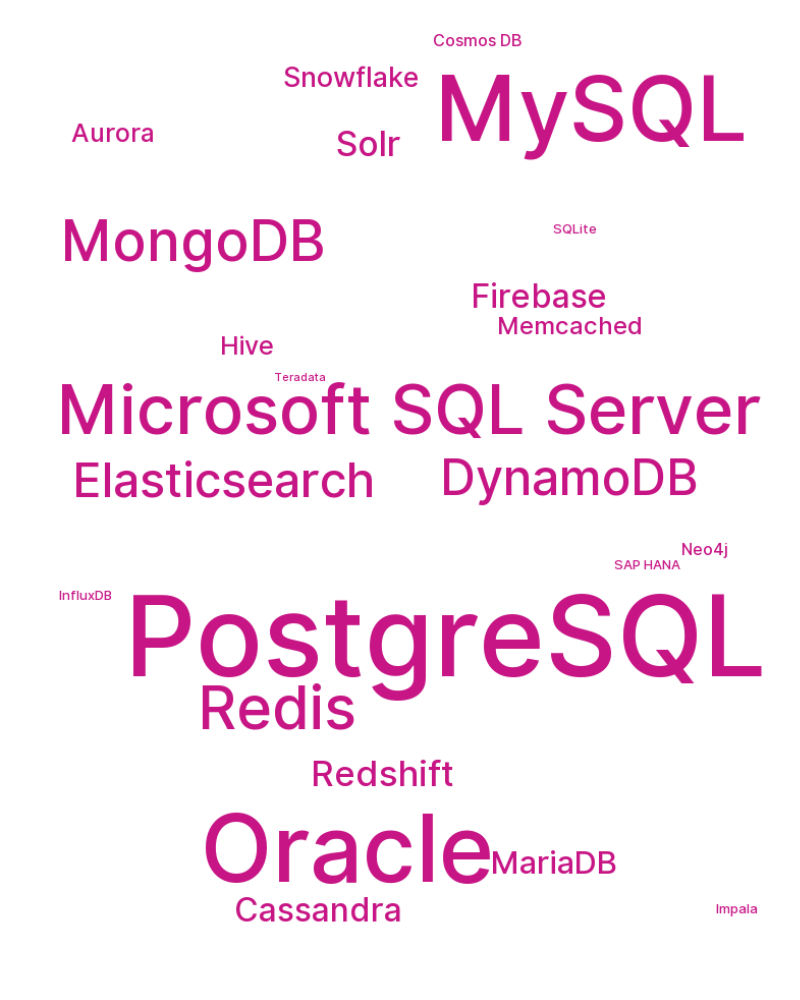 Cosmos DB
Snowflake
MySQL
Aurora
Solr
MongoDB
SQLite
Firebase
Memcached
Hive
Teradata
Microsoft SQL Server
Elasticsearch
DynamoDB
Neo4j
SAP HANA
InfluxDB
PostgreSQL
Redis
Redshift
Oracle
MariaDB
Cassandra
Impala